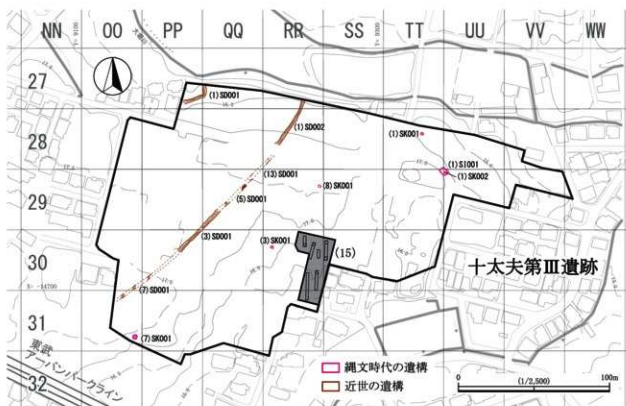 NN OO PP QQ RR SS TT UU VV WW
27
28
29
30
31
32
(1)SD001
(1)SD002
(1)SK001
(1)SI001
(1)SK002
(13)SD001
(5)SD001
(8)SK001
(3)SD001
(3)SK001
(15)
(7)SD001
(7)SK001
十太夫第Ⅲ遺跡
東武
アーバンパークライン
縄文時代の遺構
近世の遺構
0 (1/2,500) 100m